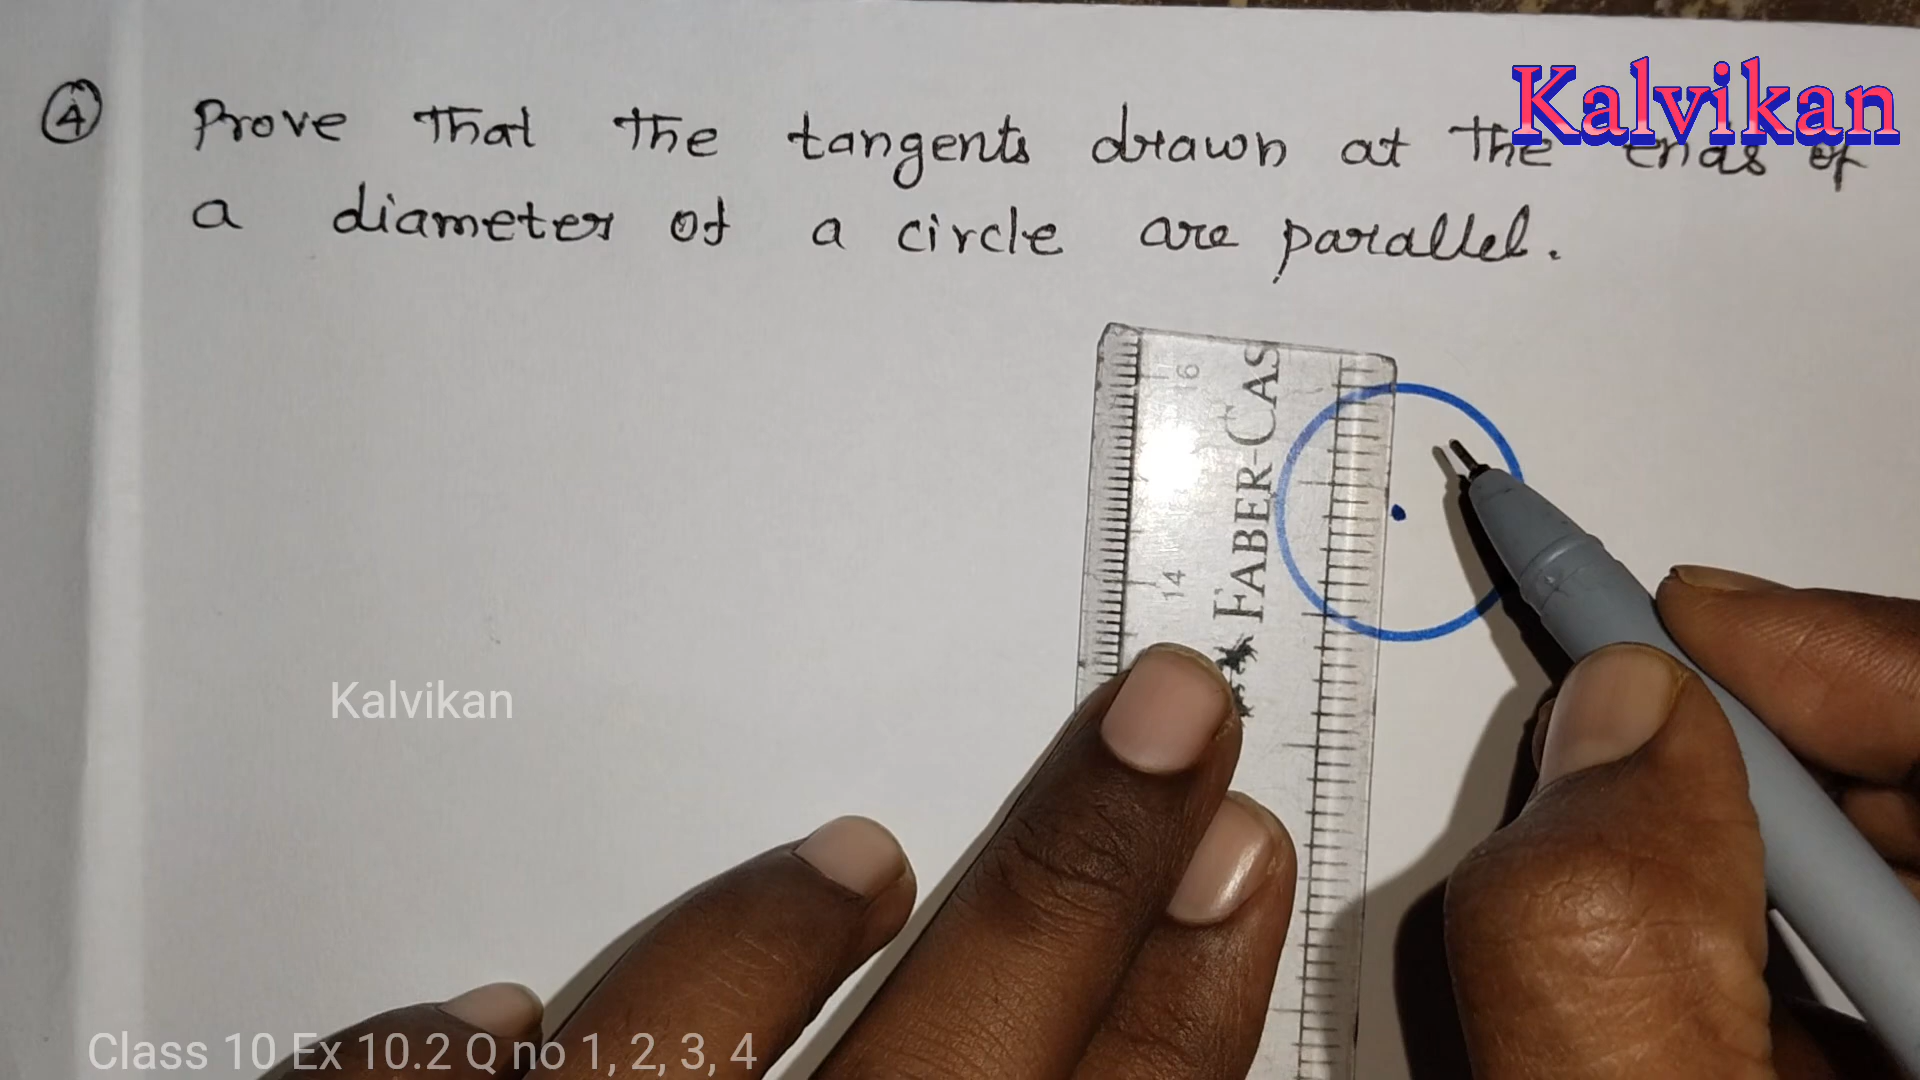 Kalvikan
④ Prove that the tangents drawn at the ends of
a diameter of a circle are parallel.
16
FABER-CAS
14
Kalvikan
Class 10 Ex 10.2 Q no 1, 2, 3, 4